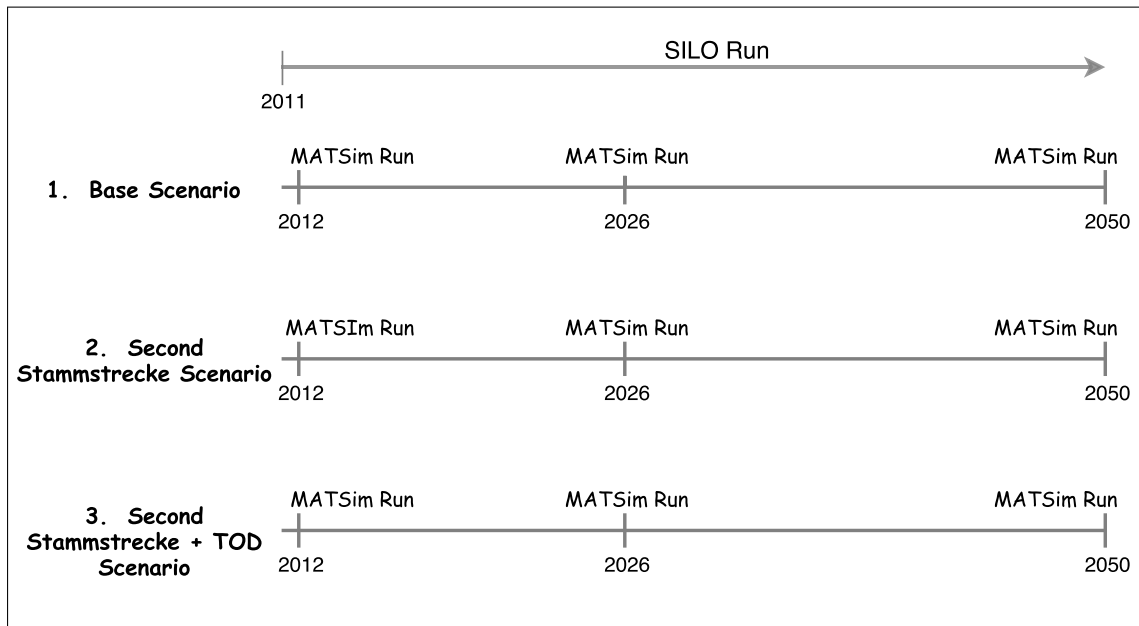 SILO Run
2011
MATSim Run MATSim Run MATSim Run
1. Base Scenario
2012 2026 2050
MATSIm Run MATSim Run MATSim Run
2. Second
Stammstrecke Scenario
2012 2026 2050
MATSim Run MATSim Run MATSim Run
3. Second
Stammstrecke + TOD
Scenario
2012 2026 2050